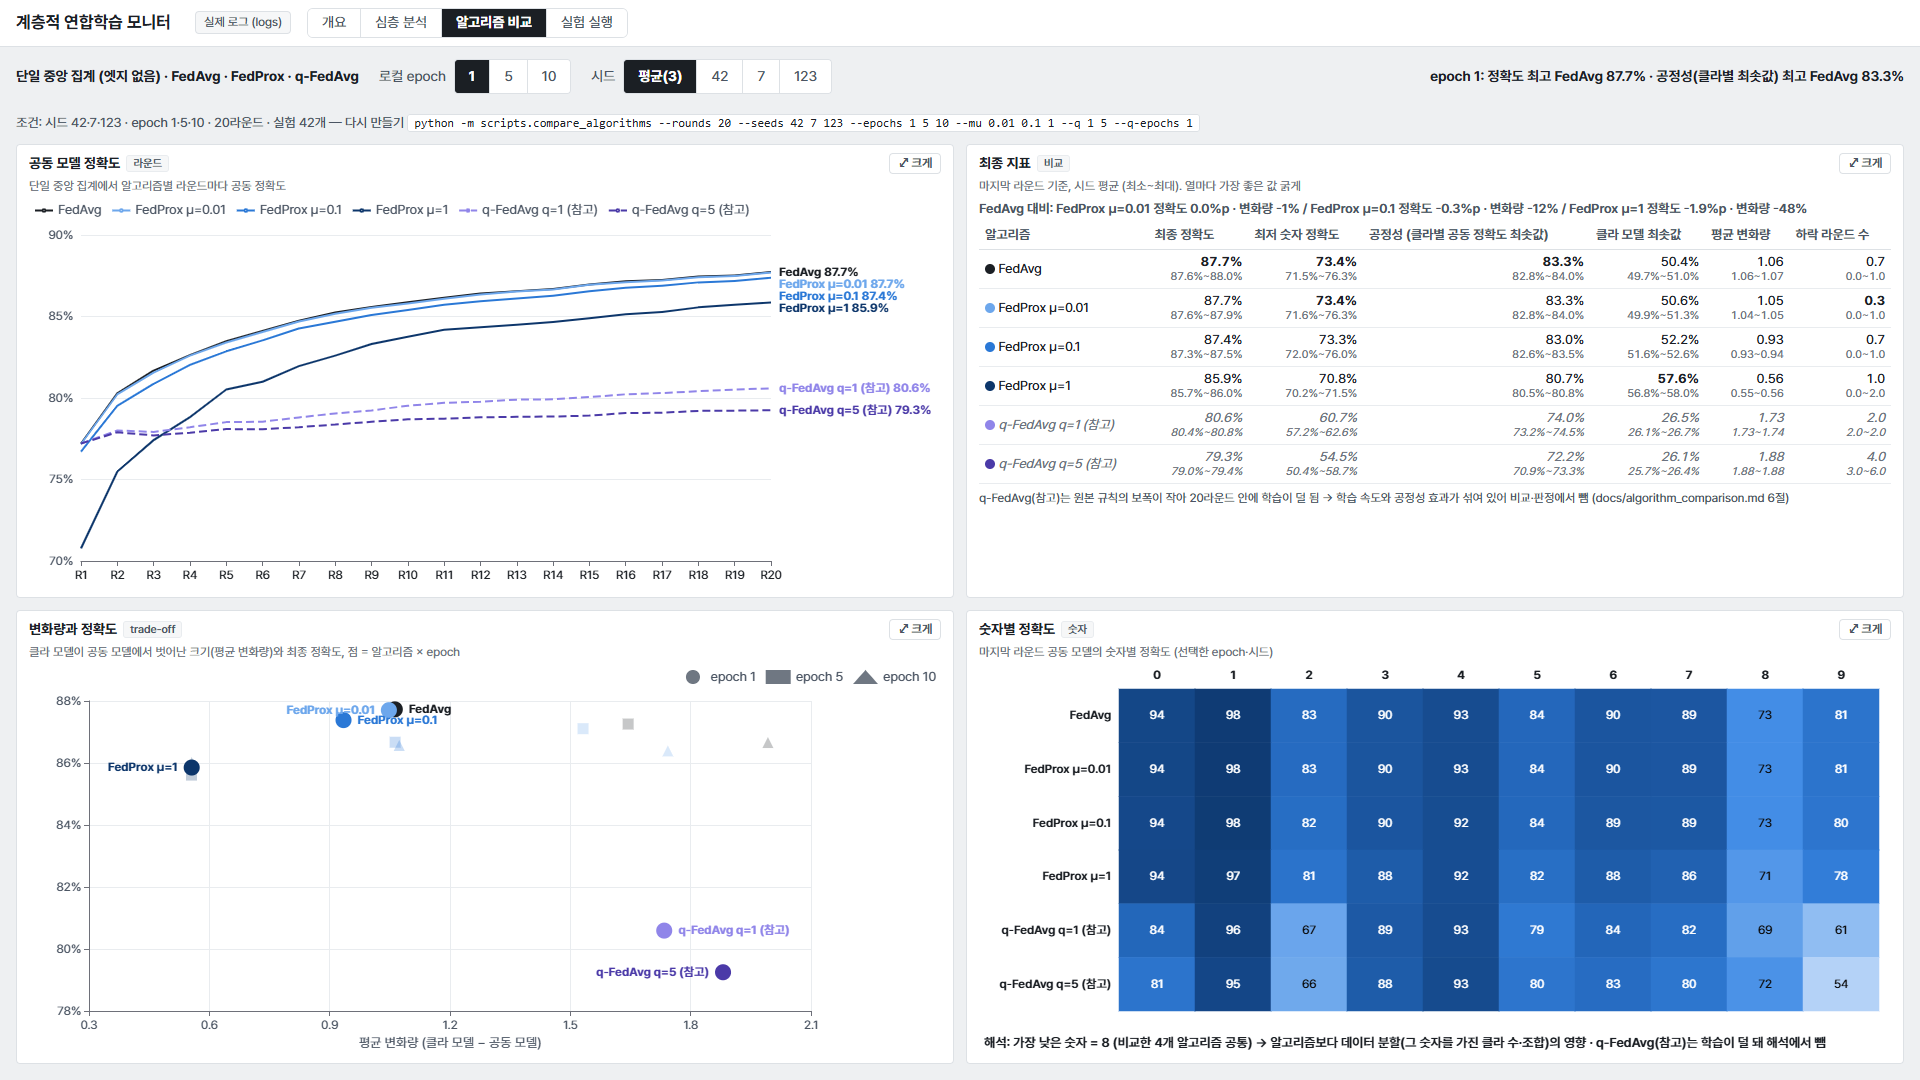 계층적 연합학습 모니터 실제 로그 (logs) 개요 심층 분석 알고리즘 비교 실험 실행
단일 중앙 집계 (엣지 없음) · FedAvg · FedProx · q-FedAvg 로컬 epoch 1 5 10 시드 평균(3) 42 7 123 epoch 1: 정확도 최고 FedAvg 87.7% · 공정성(클라별 최솟값) 최고 FedAvg 83.3%
조건: 시드 42·7·123 · epoch 1·5·10 · 20라운드 · 실험 42개 — 다시 만들기 python -m scripts.compare_algorithms --rounds 20 --seeds 42 7 123 --epochs 1 5 10 --mu 0.01 0.1 1 --q 1 5 --q-epochs 1
공동 모델 정확도 라운드 ⤢ 크게
단일 중앙 집계에서 알고리즘별 라운드마다 공동 정확도
FedAvg FedProx μ=0.01 FedProx μ=0.1 FedProx μ=1 q-FedAvg q=1 (참고) q-FedAvg q=5 (참고)
90%
85%
80%
75%
70%
FedAvg 87.7%
FedProx μ=0.01 87.7%
FedProx μ=0.1 87.4%
FedProx μ=1 85.9%
q-FedAvg q=1 (참고) 80.6%
q-FedAvg q=5 (참고) 79.3%
R1 R2 R3 R4 R5 R6 R7 R8 R9 R10 R11 R12 R13 R14 R15 R16 R17 R18 R19 R20
최종 지표 비교 ⤢ 크게
마지막 라운드 기준, 시드 평균 (최소~최대). 열마다 가장 좋은 값 굵게
FedAvg 대비: FedProx μ=0.01 정확도 0.0%p · 변화량 -1% / FedProx μ=0.1 정확도 -0.3%p · 변화량 -12% / FedProx μ=1 정확도 -1.9%p · 변화량 -48%
알고리즘 최종 정확도 최저 숫자 정확도 공정성 (클라별 공동 정확도 최솟값) 클라 모델 최솟값 평균 변화량 하락 라운드 수
FedAvg 87.7% 73.4% 83.3% 50.4% 1.06 0.7
87.6%~88.0% 71.5%~76.3% 82.8%~84.0% 49.7%~51.0% 1.06~1.07 0.0~1.0
FedProx μ=0.01 87.7% 73.4% 83.3% 50.6% 1.05 0.3
87.6%~87.9% 71.6%~76.3% 82.8%~84.0% 49.9%~51.3% 1.04~1.05 0.0~1.0
FedProx μ=0.1 87.4% 73.3% 83.0% 52.2% 0.93 0.7
87.3%~87.5% 72.0%~76.0% 82.6%~83.5% 51.6%~52.6% 0.93~0.94 0.0~1.0
FedProx μ=1 85.9% 70.8% 80.7% 57.6% 0.56 1.0
85.7%~86.0% 70.2%~71.5% 80.5%~80.8% 56.8%~58.0% 0.55~0.56 0.0~2.0
q-FedAvg q=1 (참고) 80.6% 60.7% 74.0% 26.5% 1.73 2.0
80.4%~80.8% 57.2%~62.6% 73.2%~74.5% 26.1%~26.7% 1.73~1.74 2.0~2.0
q-FedAvg q=5 (참고) 79.3% 54.5% 72.2% 26.1% 1.88 4.0
79.0%~79.4% 50.4%~58.7% 70.9%~73.3% 25.7%~26.4% 1.88~1.88 3.0~6.0
q-FedAvg(참고)는 원본 규칙의 보폭이 작아 20라운드 안에 학습이 덜 됨 → 학습 속도와 공정성 효과가 섞여 있어 비교·판정에서 뺌 (docs/algorithm_comparison.md 6절)
변화량과 정확도 trade-off ⤢ 크게
클라 모델이 공동 모델에서 벗어난 크기(평균 변화량)와 최종 정확도, 점 = 알고리즘 × epoch
epoch 1 epoch 5 epoch 10
88%
86%
84%
82%
80%
78%
FedProx μ=0.01 FedAvg
FedProx μ=0.1
FedProx μ=1
q-FedAvg q=1 (참고)
q-FedAvg q=5 (참고)
0.3 0.6 0.9 1.2 1.5 1.8 2.1
평균 변화량 (클라 모델 − 공동 모델)
숫자별 정확도 숫자 ⤢ 크게
마지막 라운드 공동 모델의 숫자별 정확도 (선택한 epoch·시드)
0 1 2 3 4 5 6 7 8 9
FedAvg 94 98 83 90 93 84 90 89 73 81
FedProx μ=0.01 94 98 83 90 93 84 90 89 73 81
FedProx μ=0.1 94 98 82 90 92 84 89 89 73 80
FedProx μ=1 94 97 81 88 92 82 88 86 71 78
q-FedAvg q=1 (참고) 84 96 67 89 93 79 84 82 69 61
q-FedAvg q=5 (참고) 81 95 66 88 93 80 83 80 72 54
해석: 가장 낮은 숫자 = 8 (비교한 4개 알고리즘 공통) → 알고리즘보다 데이터 분할(그 숫자를 가진 클라 수·조합)의 영향 · q-FedAvg(참고)는 학습이 덜 돼 해석에서 뺌